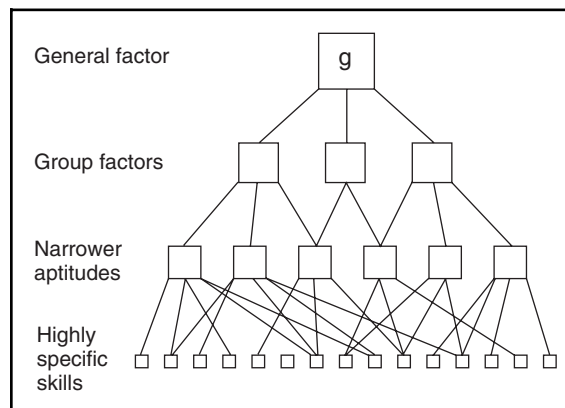 General factor
g
Group factors
Narrower
aptitudes
Highly
specific
skills